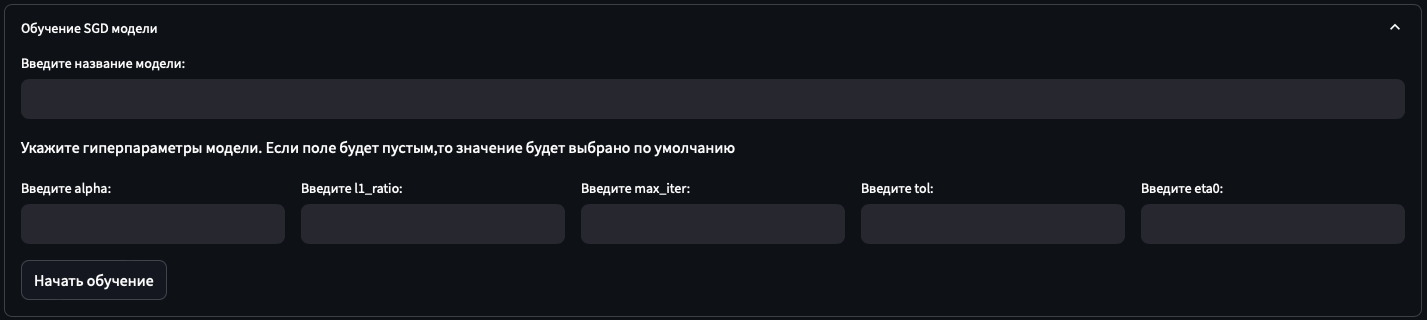 Обучение SGD модели
Введите название модели:
Укажите гиперпараметры модели. Если поле будет пустым,то значение будет выбрано по умолчанию
Введите alpha: Введите l1_ratio: Введите max_iter: Введите tol: Введите eta0:
Начать обучение